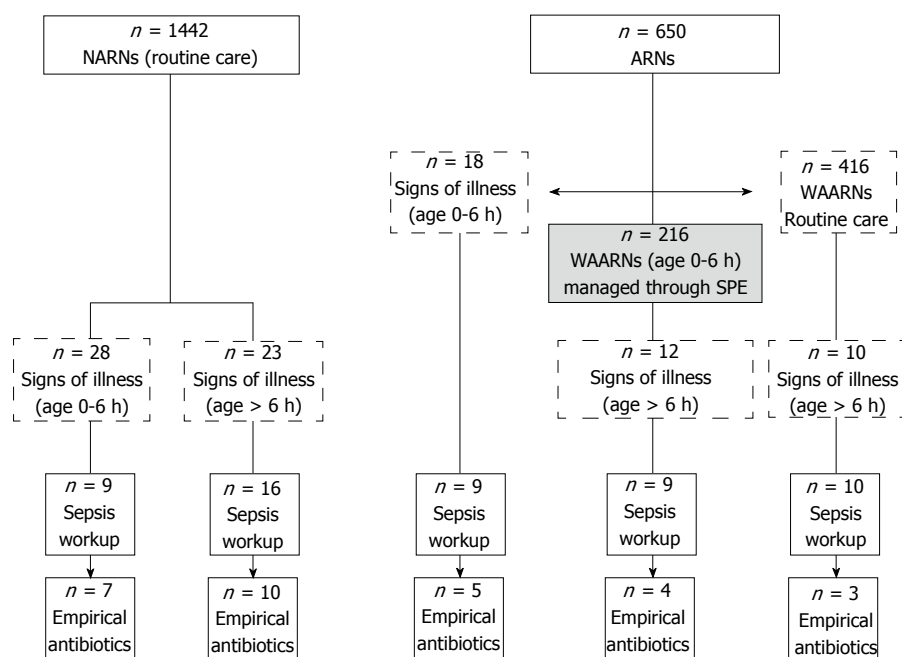 n = 1442
NARNs (routine care)
n = 650
ARNs
n = 18
Signs of illness
(age 0-6 h)
n = 416
WAARNs
Routine care
n = 216
WAARNs (age 0-6 h)
managed through SPE
n = 28
Signs of illness
(age 0-6 h)
n = 23
Signs of illness
(age > 6 h)
n = 12
Signs of illness
(age > 6 h)
n = 10
Signs of illness
(age > 6 h)
n = 9
Sepsis
workup
n = 16
Sepsis
workup
n = 9
Sepsis
workup
n = 9
Sepsis
workup
n = 10
Sepsis
workup
n = 7
Empirical
antibiotics
n = 10
Empirical
antibiotics
n = 5
Empirical
antibiotics
n = 4
Empirical
antibiotics
n = 3
Empirical
antibiotics